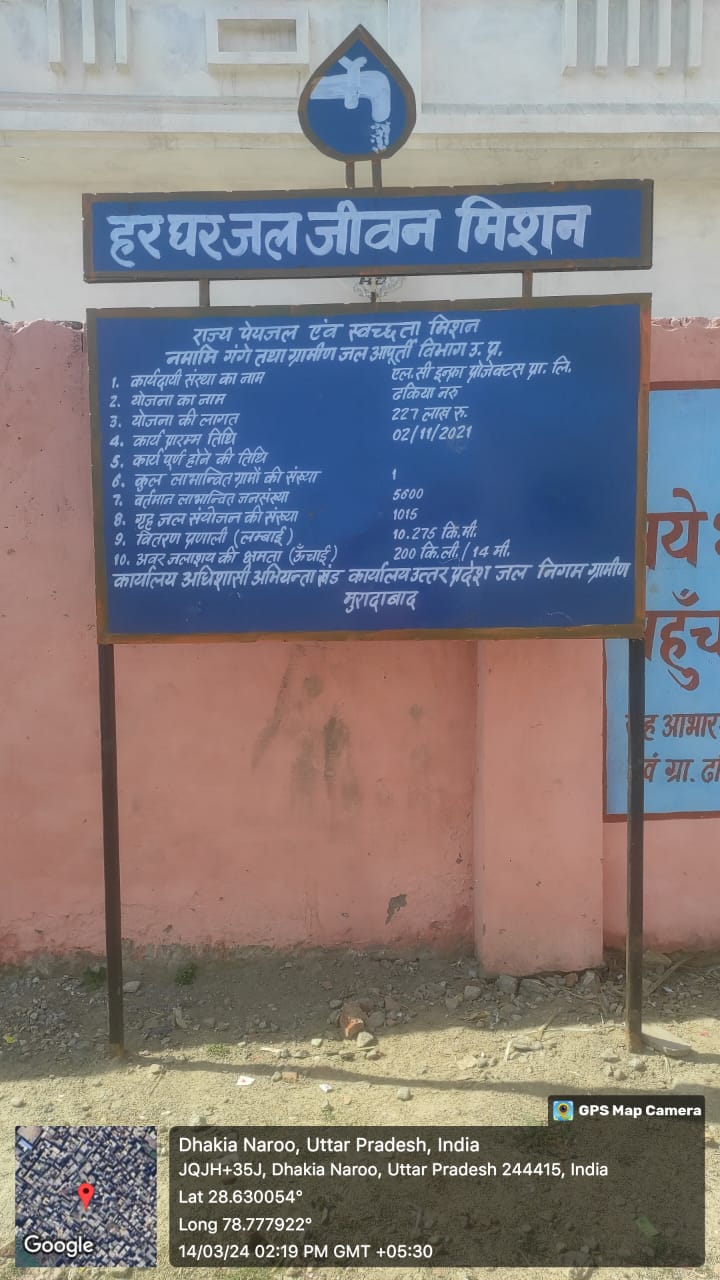 हर घर जल जीवन मिशन
राज्य पेयजल एंव स्वच्छता मिशन
नमामि गंगे तथा ग्रामीण जल आपूर्ती विभाग उ. प्र.
1. कार्यदायी संस्था का नाम एल.सी इन्फ्रा प्रोजेक्टस प्रा. लि.
2. योजना का नाम ढकिया नरु
3. योजना की लागत 227 लाख रु.
4. कार्य प्रारम्भ तिथि 02/11/2021
5. कार्य पूर्ण होने की तिथि
6. कुल लाभान्वित ग्रामों की संख्या 1
7. वर्तमान लाभान्वित जनसंख्या 5600
8. गृह जल संयोजन की संख्या 1015
9. वितरण प्रणाली (लम्बाई) 10.275 कि.मी.
10. अवर जलाशय की क्षमता (ऊँचाई) 200 कि.ली. / 14 मी.
कार्यालय अधिशासी अभियन्ता खंड कार्यालय उत्तर प्रदेश जल निगम ग्रामीण
मुरादाबाद
ह आभार
ग्रा.
GPS Map Camera
Dhakia Naroo, Uttar Pradesh, India
JQJH+35J, Dhakia Naroo, Uttar Pradesh 244415, India
Lat 28.630054°
Long 78.777922°
14/03/24 02:19 PM GMT +05:30
Google